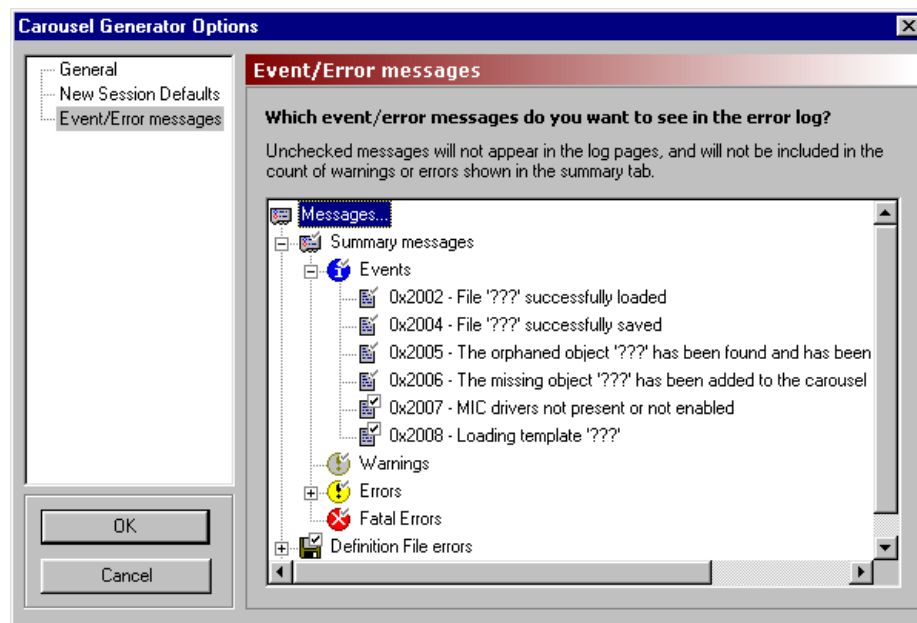 Carousel Generator Options
General
New Session Defaults
Event/Error messages
OK
Cancel
Event/Error messages
Which event/error messages do you want to see in the error log?
Unchecked messages will not appear in the log pages, and will not be included in the
count of warnings or errors shown in the summary tab.
Messages...
Summary messages
Events
0x2002 - File '???' successfully loaded
0x2004 - File '???' successfully saved
0x2005 - The orphaned object '???' has been found and has been
0x2006 - The missing object '???' has been added to the carousel
0x2007 - MIC drivers not present or not enabled
0x2008 - Loading template '???'
Warnings
Errors
Fatal Errors
Definition File errors